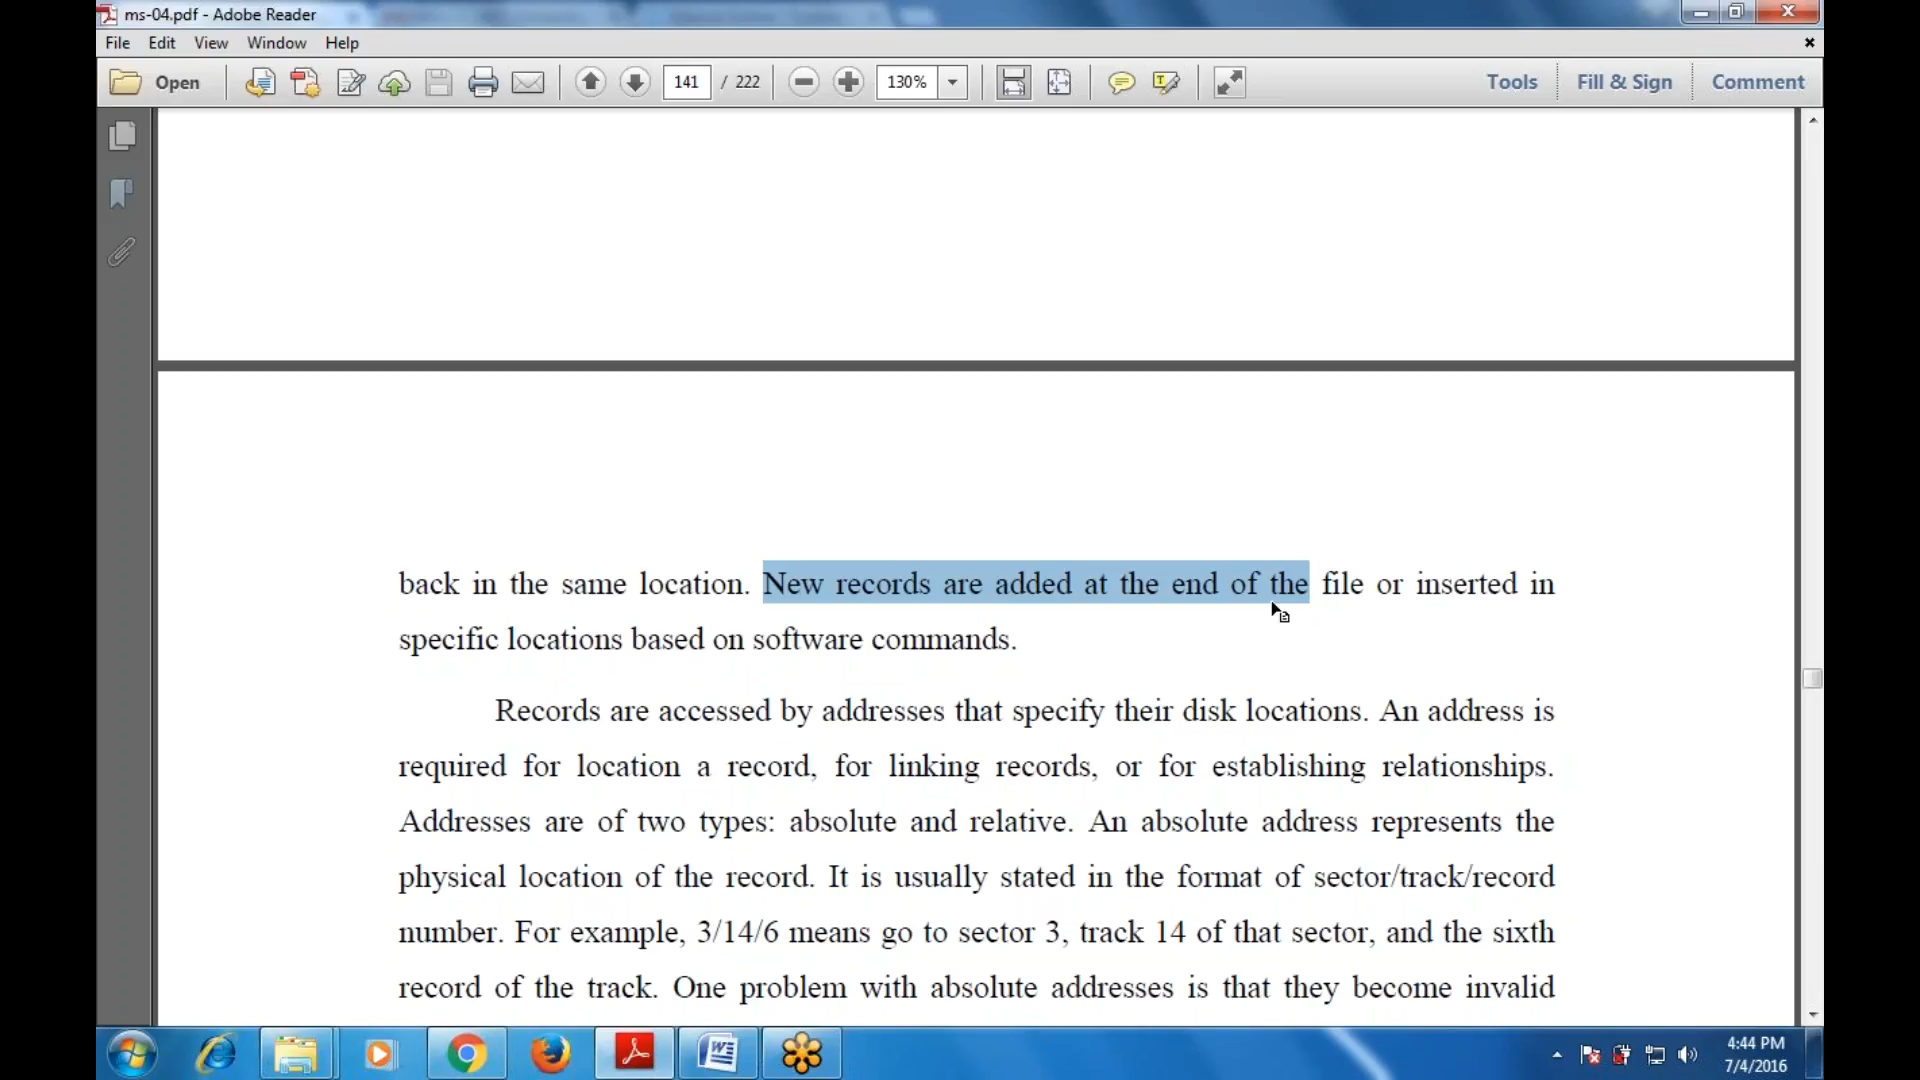 ms-04.pdf - Adobe Reader
File Edit View Window Help
Open 141 / 222 130% Tools Fill & Sign Comment
back in the same location. New records are added at the end of the file or inserted in
specific locations based on software commands.
Records are accessed by addresses that specify their disk locations. An address is
required for location a record, for linking records, or for establishing relationships.
Addresses are of two types: absolute and relative. An absolute address represents the
physical location of the record. It is usually stated in the format of sector/track/record
number. For example, 3/14/6 means go to sector 3, track 14 of that sector, and the sixth
record of the track. One problem with absolute addresses is that they become invalid
4:44 PM
7/4/2016